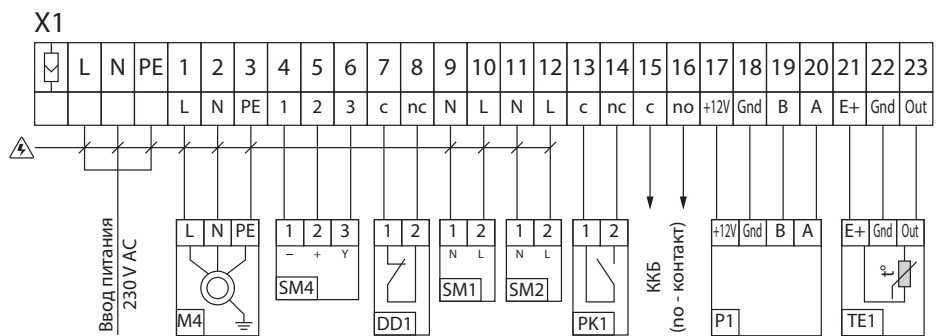 X1
L N PE 1 2 3 4 5 6 7 8 9 10 11 12 13 14 15 16 17 18 19 20 21 22 23
L N PE 1 2 3 c nc N L N L c nc c no +12V Gnd B A E+ Gnd Out
Ввод питания
230 V AC
L N PE
M4
1 2 3
– + Y
SM4
1 2
DD1
1 2
N L
SM1
1 2
N L
SM2
1 2
PK1
ККБ
(no - контакт)
+12V Gnd B A
P1
E+ Gnd Out
t°
TE1